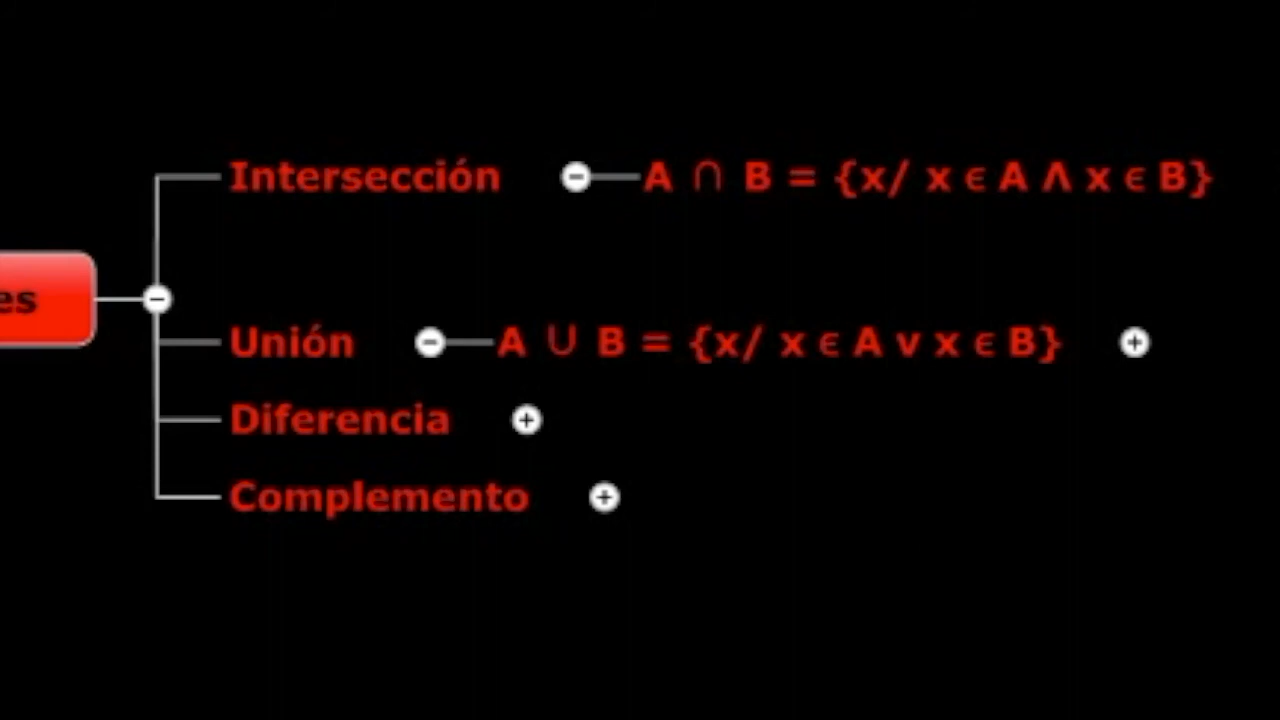 Intersección A ∩ B = {x/ x ϵ A Λ x ϵ B}
es
Unión A ∪ B = {x/ x ϵ A v x ϵ B}
Diferencia
Complemento